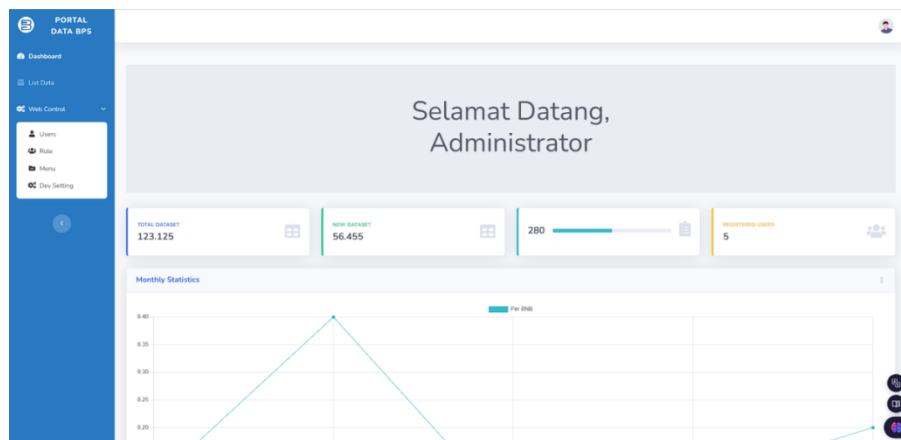 PORTAL
DATA BPS
Dashboard
List Data
Web Control
Users
Role
Menu
Dev Setting
Selamat Datang,
Administrator
TOTAL DATASET
123.125
NEW DATASET
56.455
280
REGISTERED USERS
5
Monthly Statistics
Per BNB
0.40
0.35
0.30
0.25
0.20